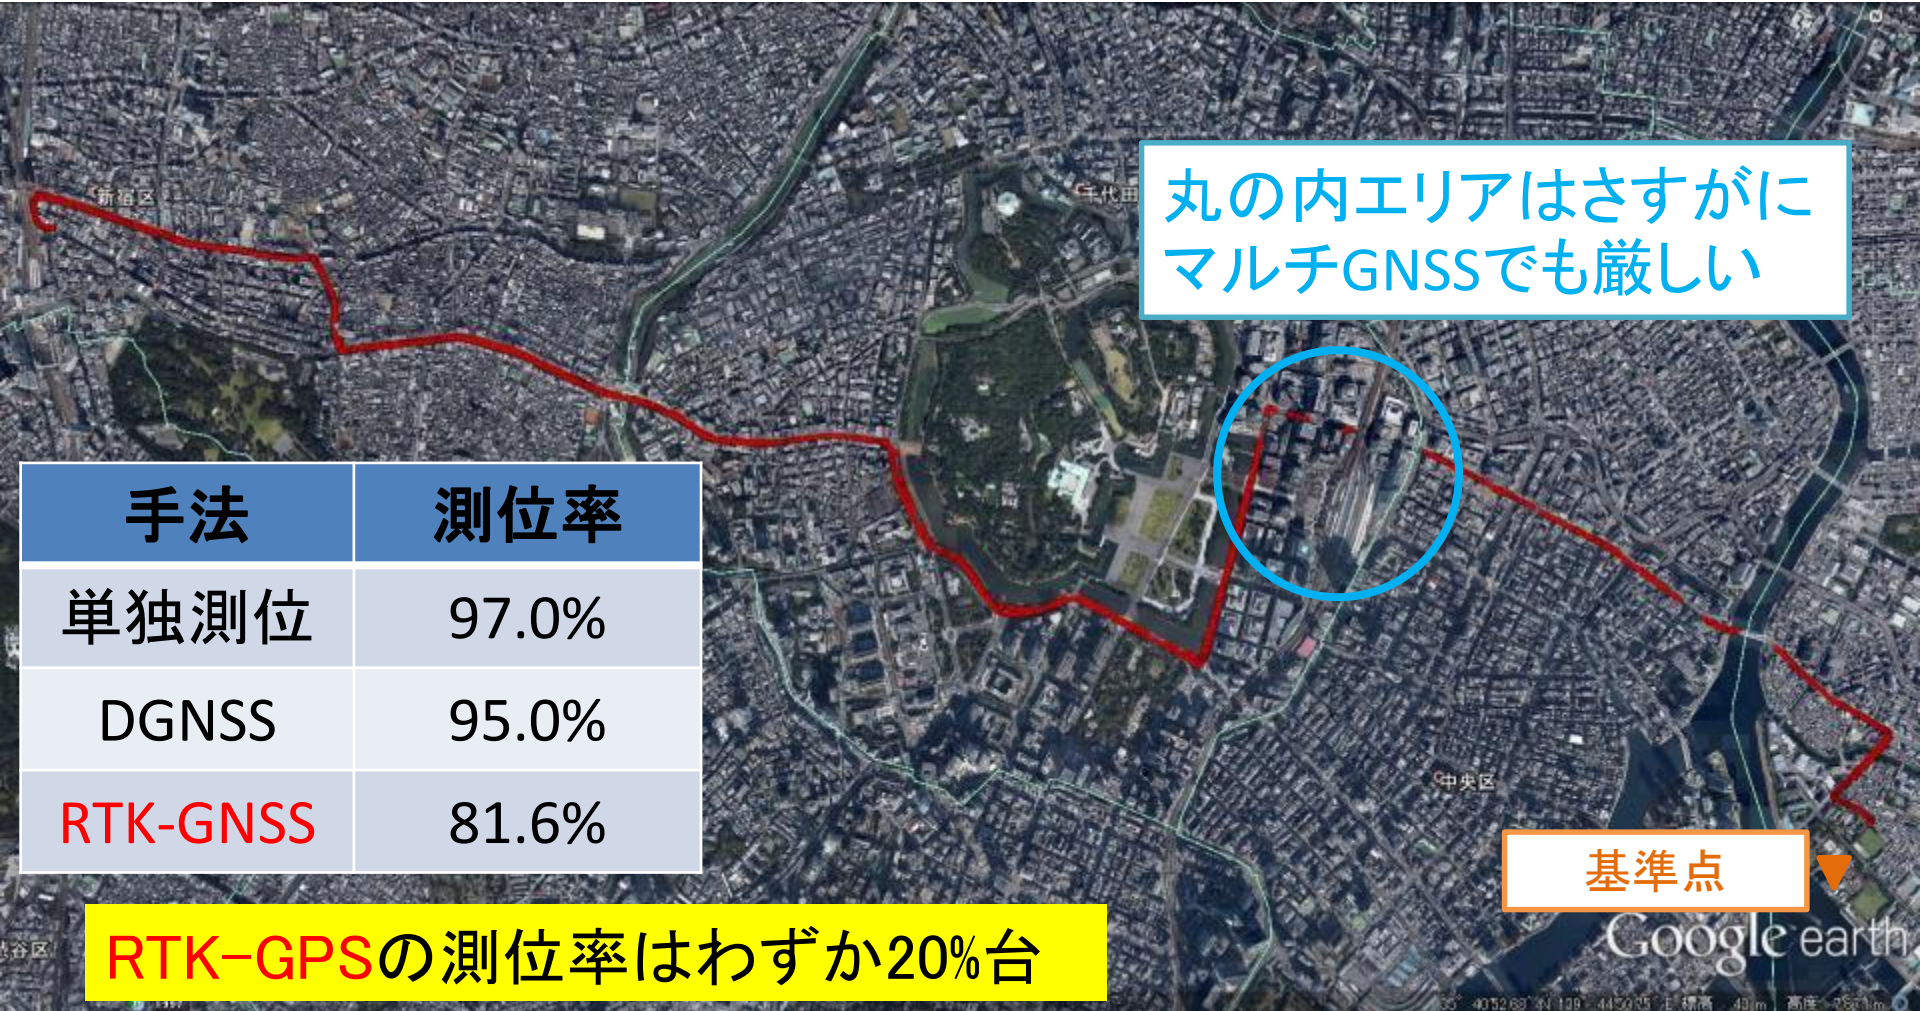 新宿区
千代田
丸の内エリアはさすがに
マルチGNSSでも厳しい
手法 測位率
単独測位 97.0%
DGNSS 95.0%
RTK-GNSS 81.6%
中央区
基準点
RTK-GPSの測位率はわずか20%台
Google earth